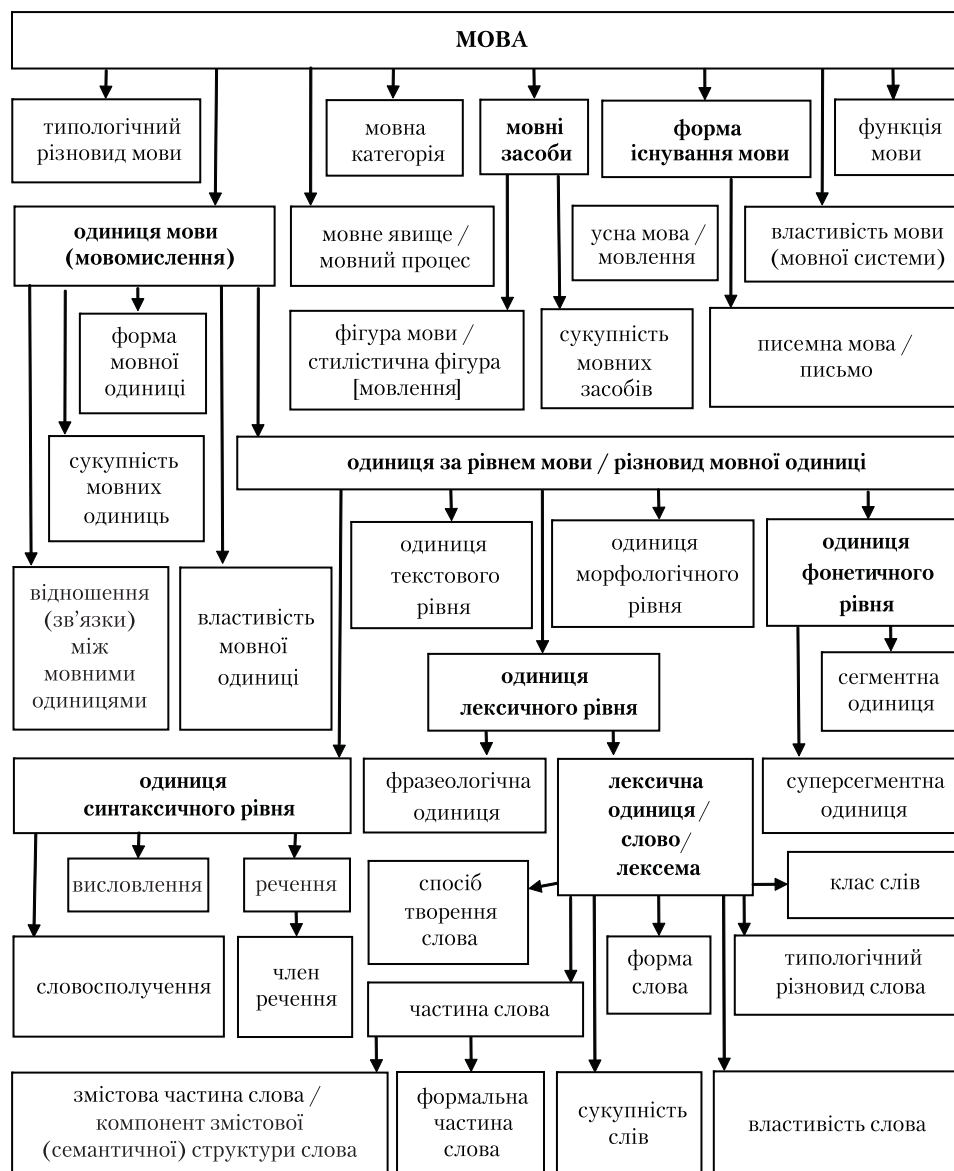 МОВА
типологічний
різновид мови
мовна
категорія
мовні
засоби
форма
існування мови
функція
мови
одиниця мови
(мовомислення)
мовне явище /
мовний процес
усна мова /
мовлення
властивість мови
(мовної системи)
форма
мовної
одиниці
фігура мови /
стилістична фігура
[мовлення]
сукупність
мовних
засобів
писемна мова /
письмо
сукупність
мовних
одиниць
одиниця за рівнем мови / різновид мовної одиниці
відношення
(зв’язки)
між
мовними
одиницями
властивість
мовної
одиниці
одиниця
текстового
рівня
одиниця
морфологічного
рівня
одиниця
фонетичного
рівня
одиниця
лексичного рівня
сегментна
одиниця
одиниця
синтаксичного рівня
фразеологічна
одиниця
лексична
одиниця /
слово/
лексема
суперсегментна
одиниця
висловлення
речення
спосіб
творення
слова
клас слів
словосполучення
член
речення
форма
слова
типологічний
різновид слова
частина слова
змістова частина слова /
компонент змістової
(семантичної) структури слова
формальна
частина
слова
сукупність
слів
властивість слова